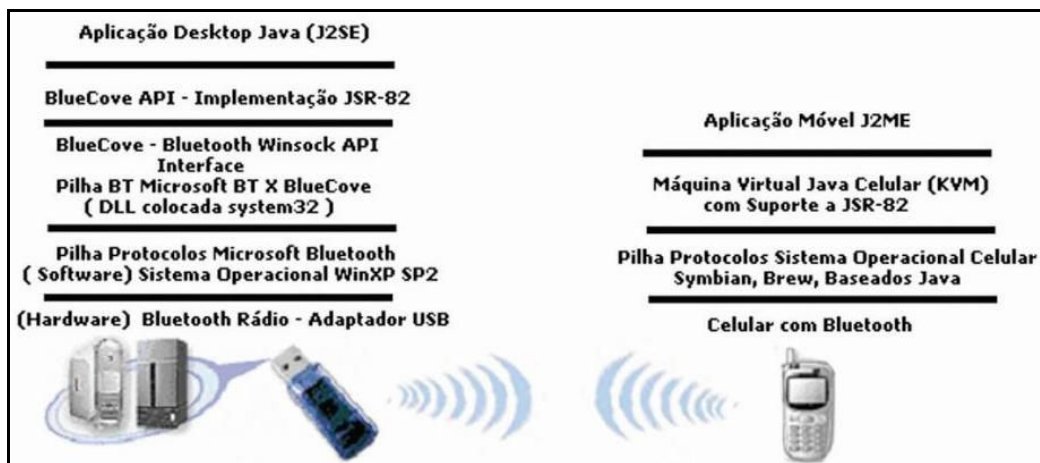 Aplicação Desktop Java (J2SE)
BlueCove API - Implementação JSR-82
BlueCove - Bluetooth Winsock API
Interface
Pilha BT Microsoft BT X BlueCove
( DLL colocada system32 )
Pilha Protocolos Microsoft Bluetooth
( Software) Sistema Operacional WinXP SP2
(Hardware) Bluetooth Rádio - Adaptador USB
Aplicação Móvel J2ME
Máquina Virtual Java Celular (KVM)
com Suporte a JSR-82
Pilha Protocolos Sistema Operacional Celular
Symbian, Brew, Baseados Java
Celular com Bluetooth